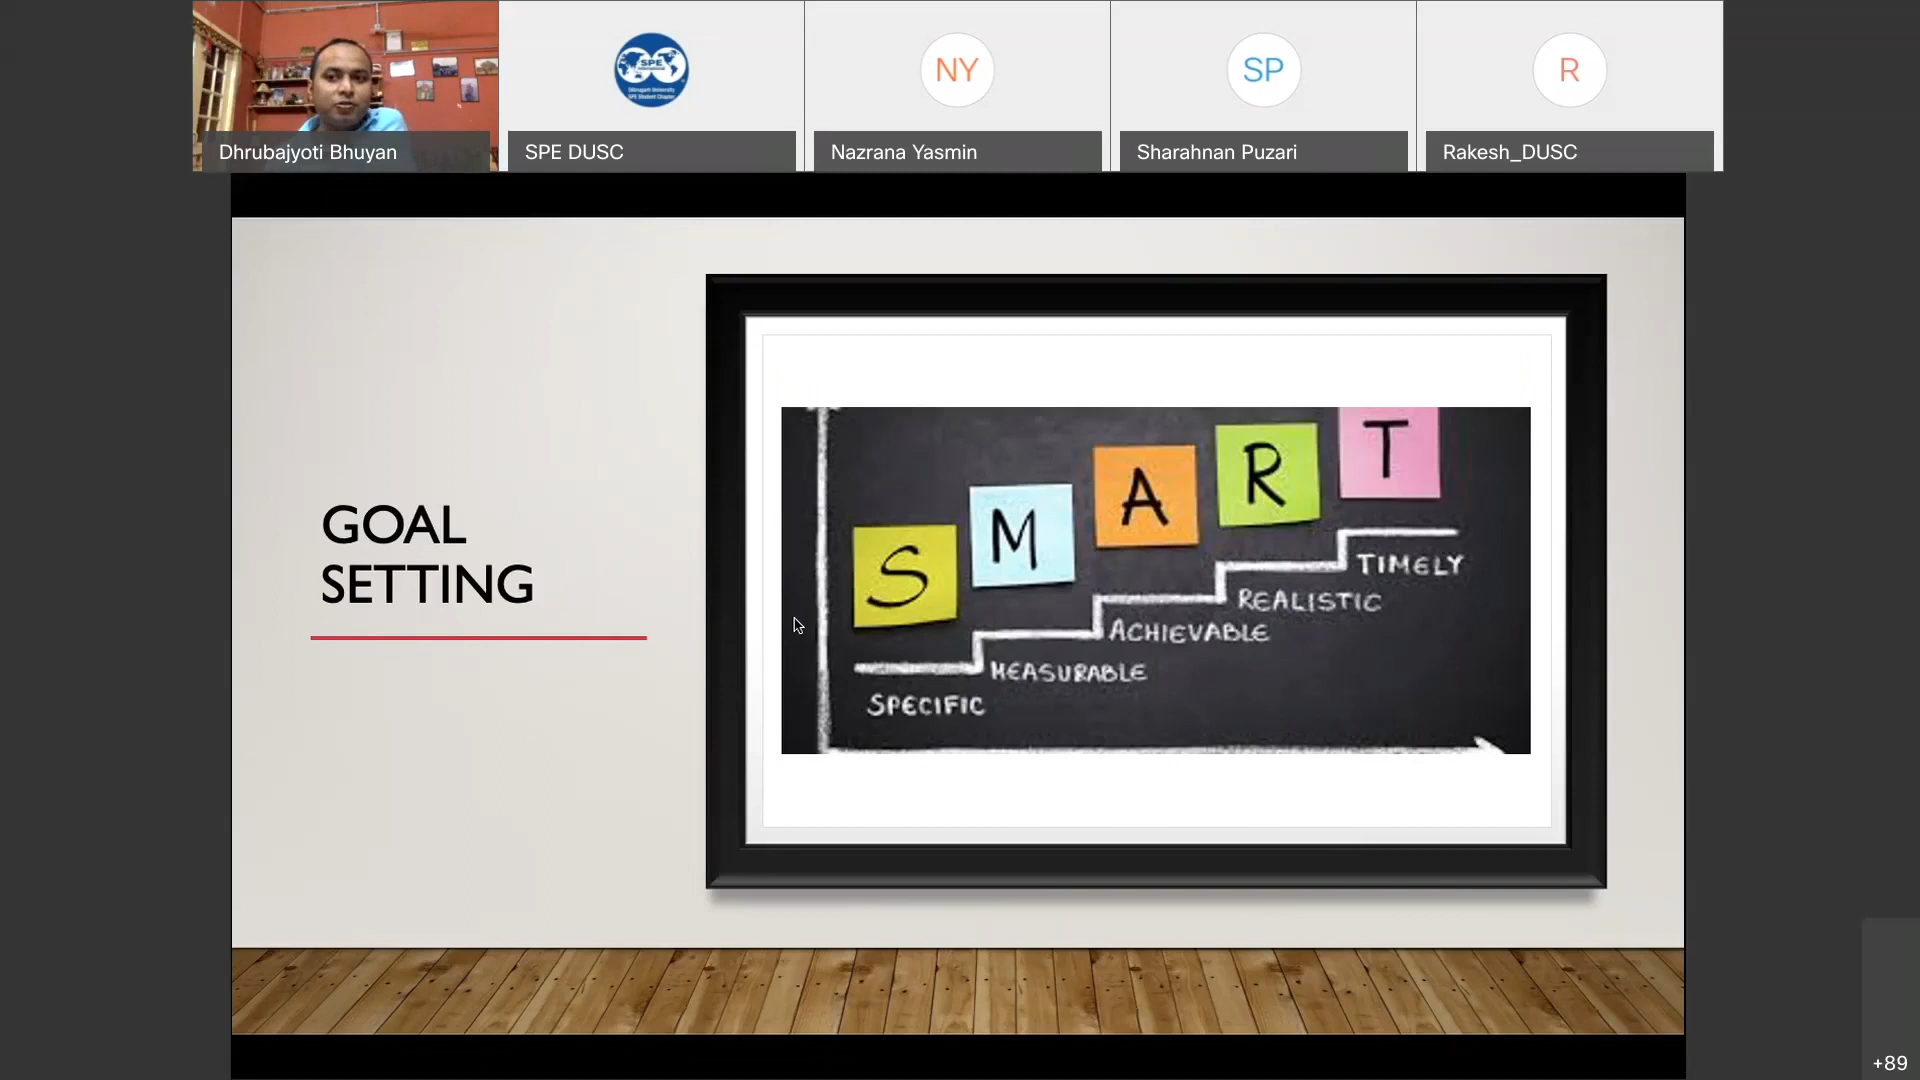 SPE
Dhrubajyoti Bhuyan
SPE DUSC
NY
Nazrana Yasmin
SP
Sharahnan Puzari
R
Rakesh_DUSC
GOAL
SETTING
S M A R T
SPECIFIC
MEASURABLE
ACHIEVABLE
REALISTIC
TIMELY
+89